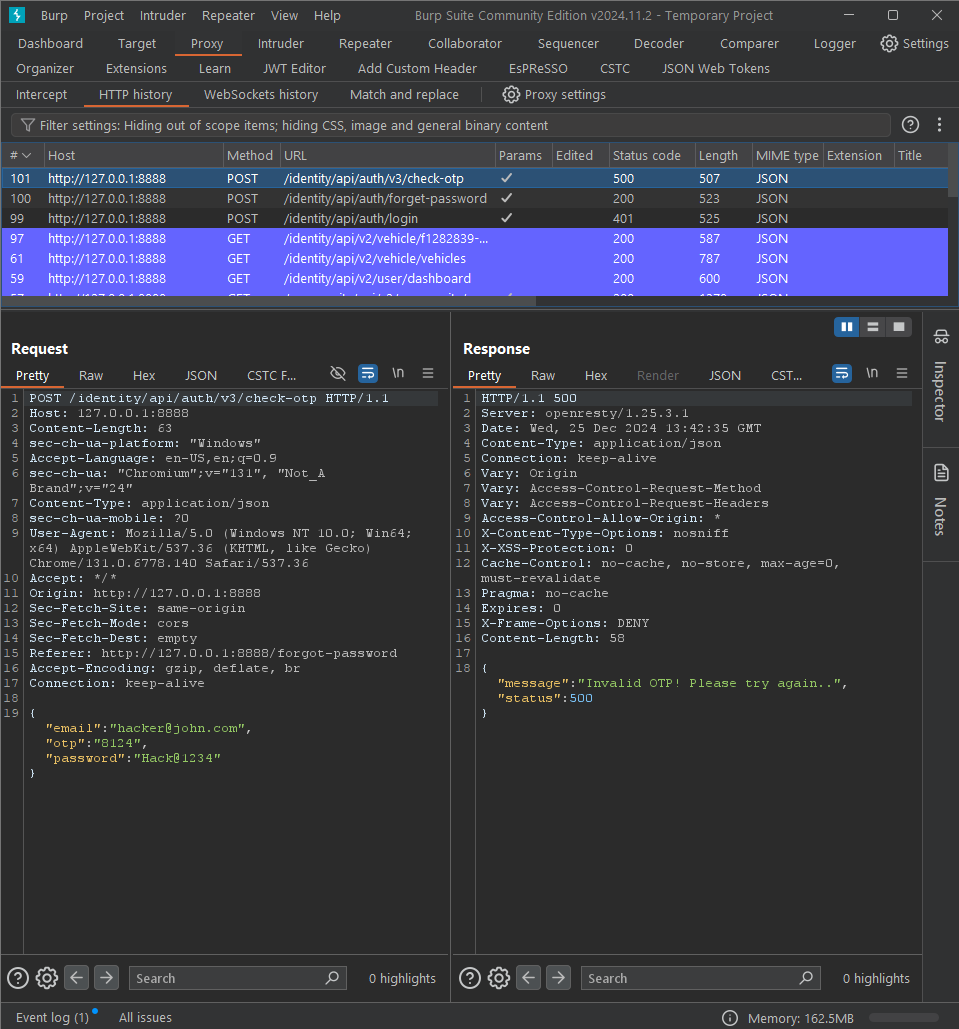 Burp Project Intruder Repeater View Help Burp Suite Community Edition v2024.11.2 - Temporary Project
Dashboard Target Proxy Intruder Repeater Collaborator Sequencer Decoder Comparer Logger Settings
Organizer Extensions Learn JWT Editor Add Custom Header EsPReSSO CSTC JSON Web Tokens
Intercept HTTP history WebSockets history Match and replace Proxy settings
Filter settings: Hiding out of scope items; hiding CSS, image and general binary content
# Host Method URL Params Edited Status code Length MIME type Extension Title
101 http://127.0.0.1:8888 POST /identity/api/auth/v3/check-otp ✓ 500 507 JSON
100 http://127.0.0.1:8888 POST /identity/api/auth/forget-password ✓ 200 523 JSON
99 http://127.0.0.1:8888 POST /identity/api/auth/login ✓ 401 525 JSON
97 http://127.0.0.1:8888 GET /identity/api/v2/vehicle/f1282839-... 200 587 JSON
61 http://127.0.0.1:8888 GET /identity/api/v2/vehicle/vehicles 200 787 JSON
59 http://127.0.0.1:8888 GET /identity/api/v2/user/dashboard 200 600 JSON
Request
Pretty Raw Hex JSON CSTC F... \n
1 POST /identity/api/auth/v3/check-otp HTTP/1.1
2 Host: 127.0.0.1:8888
3 Content-Length: 63
4 sec-ch-ua-platform: "Windows"
5 Accept-Language: en-US,en;q=0.9
6 sec-ch-ua: "Chromium";v="131", "Not_A
Brand";v="24"
7 Content-Type: application/json
8 sec-ch-ua-mobile: ?0
9 User-Agent: Mozilla/5.0 (Windows NT 10.0; Win64;
x64) AppleWebKit/537.36 (KHTML, like Gecko)
Chrome/131.0.6778.140 Safari/537.36
10 Accept: */*
11 Origin: http://127.0.0.1:8888
12 Sec-Fetch-Site: same-origin
13 Sec-Fetch-Mode: cors
14 Sec-Fetch-Dest: empty
15 Referer: http://127.0.0.1:8888/forgot-password
16 Accept-Encoding: gzip, deflate, br
17 Connection: keep-alive
18
19 {
"email":"hacker@john.com",
"otp":"8124",
"password":"Hack@1234"
}
Search 0 highlights
Response
Pretty Raw Hex Render JSON CST... \n
1 HTTP/1.1 500
2 Server: openresty/1.25.3.1
3 Date: Wed, 25 Dec 2024 13:42:35 GMT
4 Content-Type: application/json
5 Connection: keep-alive
6 Vary: Origin
7 Vary: Access-Control-Request-Method
8 Vary: Access-Control-Request-Headers
9 Access-Control-Allow-Origin: *
10 X-Content-Type-Options: nosniff
11 X-XSS-Protection: 0
12 Cache-Control: no-cache, no-store, max-age=0,
must-revalidate
13 Pragma: no-cache
14 Expires: 0
15 X-Frame-Options: DENY
16 Content-Length: 58
17
18 {
"message":"Invalid OTP! Please try again..",
"status":500
}
Search 0 highlights
Inspector
Notes
Event log (1) All issues Memory: 162.5MB